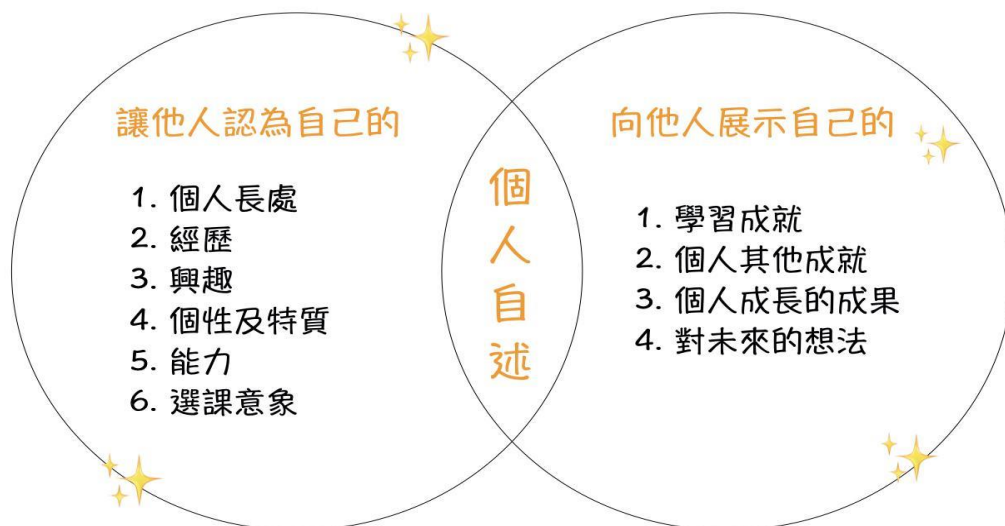 讓他人認為自己的
1. 個人長處
2. 經歷
3. 興趣
4. 個性及特質
5. 能力
6. 選課意象
個人自述
向他人展示自己的
1. 學習成就
2. 個人其他成就
3. 個人成長的成果
4. 對未來的想法